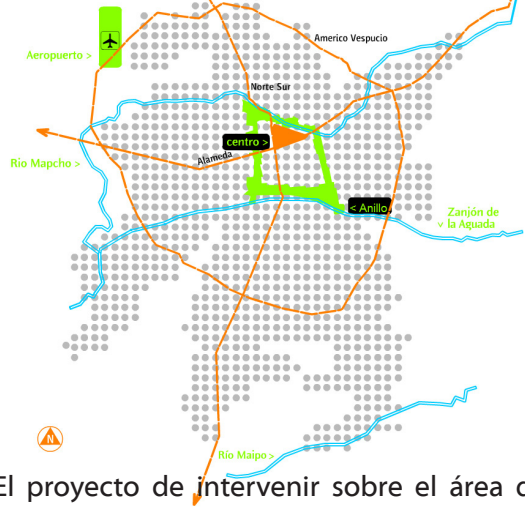 Americo Vespucio
Aeropuerto >
Norte Sur
centro >
Alameda
Río Mapcho >
< Anillo
Zanjón de
v la Aguada
N
Río Maipo >
El proyecto de intervenir sobre el área